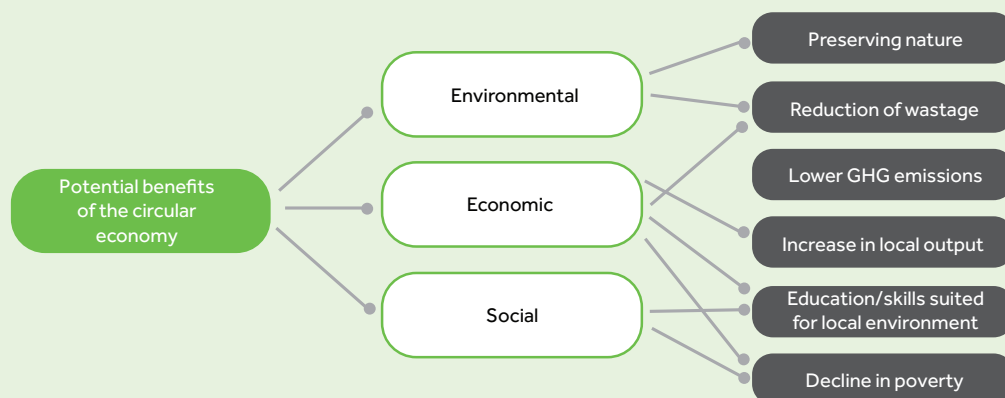 Potential benefits
of the circular
economy
Environmental
Economic
Social
Preserving nature
Reduction of wastage
Lower GHG emissions
Increase in local output
Education/skills suited
for local environment
Decline in poverty